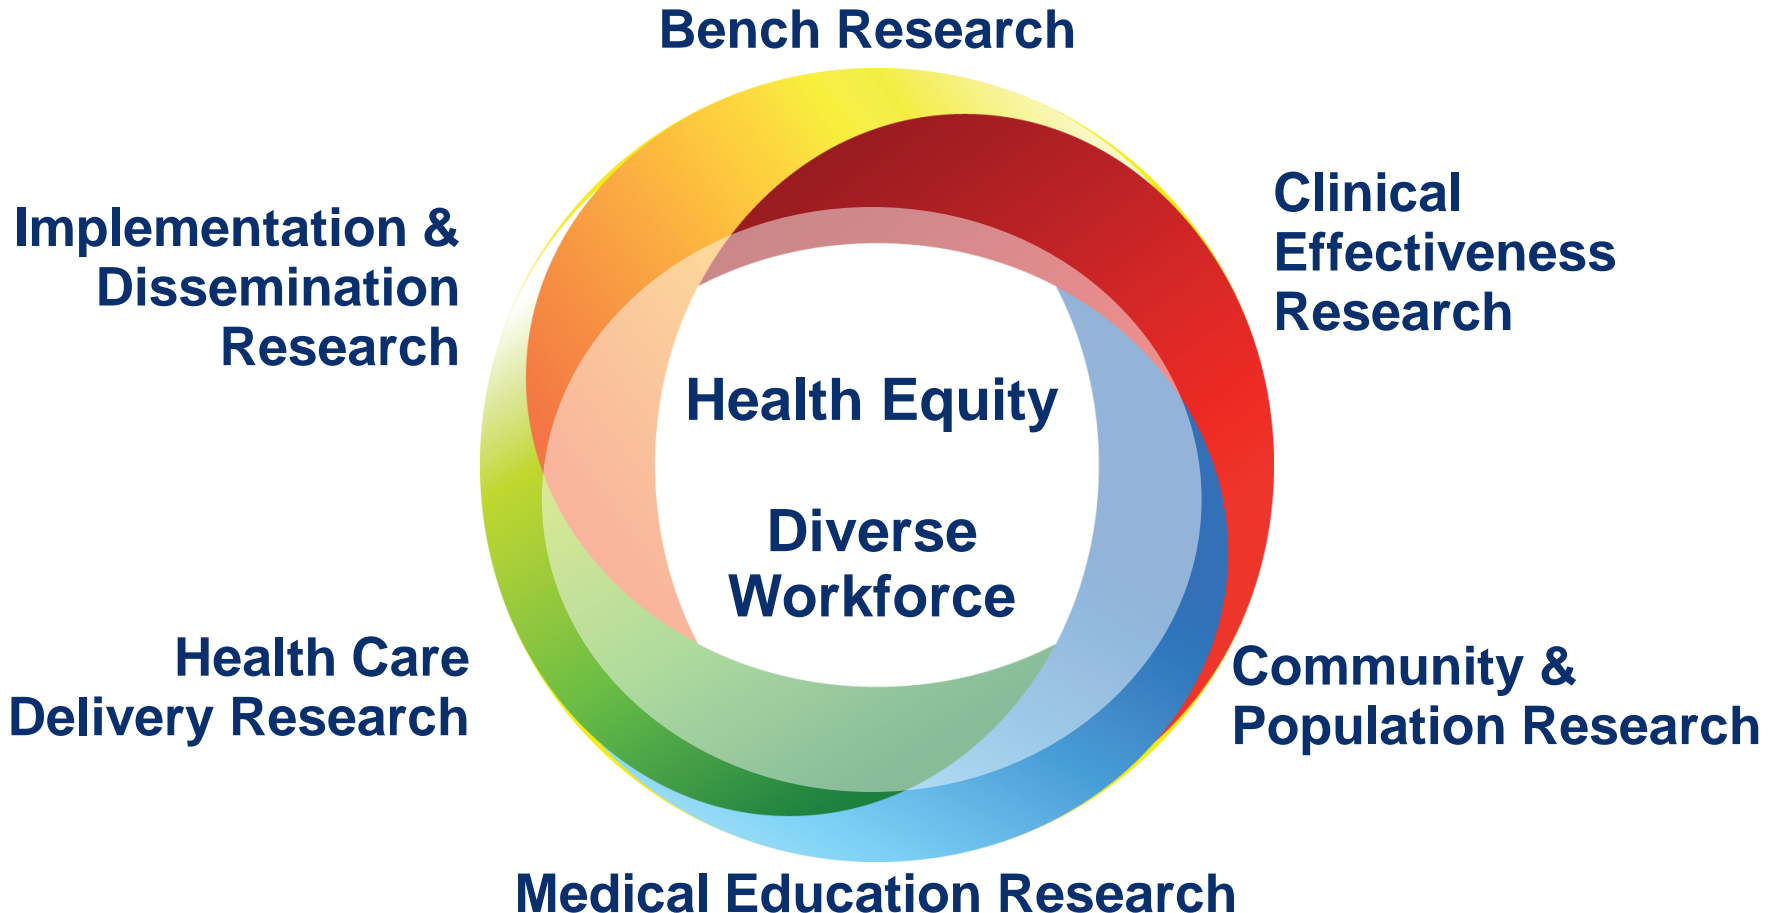 Bench Research
Clinical
Effectiveness
Research
Implementation &
Dissemination
Research
Health Equity
Diverse
Workforce
Health Care
Delivery Research
Community &
Population Research
Medical Education Research